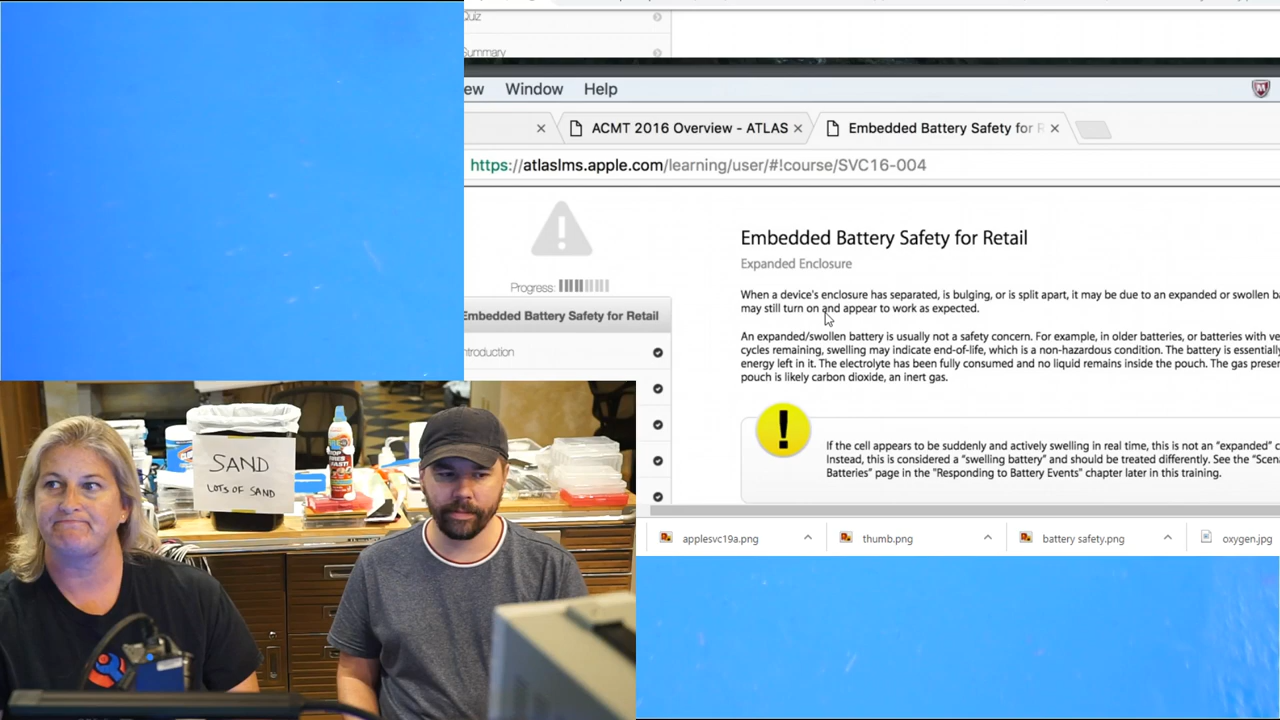 Quiz
Summary
ew Window Help
ACMT 2016 Overview - ATLAS
Embedded Battery Safety for R
https://atlaslms.apple.com/learning/user/#!course/SVC16-004
Embedded Battery Safety for Retail
Expanded Enclosure
Progress:
When a device's enclosure has separated, is bulging, or is split apart, it may be due to an expanded or swollen ba
may still turn on and appear to work as expected.
Embedded Battery Safety for Retail
An expanded/swollen battery is usually not a safety concern. For example, in older batteries, or batteries with ve
ntroduction
cycles remaining, swelling may indicate end-of-life, which is a non-hazardous condition. The battery is essentially
energy left in it. The electrolyte has been fully consumed and no liquid remains inside the pouch. The gas presen
pouch is likely carbon dioxide, an inert gas.
!
If the cell appears to be suddenly and actively swelling in real time, this is not an "expanded" c
Instead, this is considered a "swelling battery" and should be treated differently. See the "Scen
Batteries" page in the "Responding to Battery Events" chapter later in this training.
applesvc19a.png
thumb.png
battery safety.png
oxygen.jpg
SAND
LOTS OF SAND